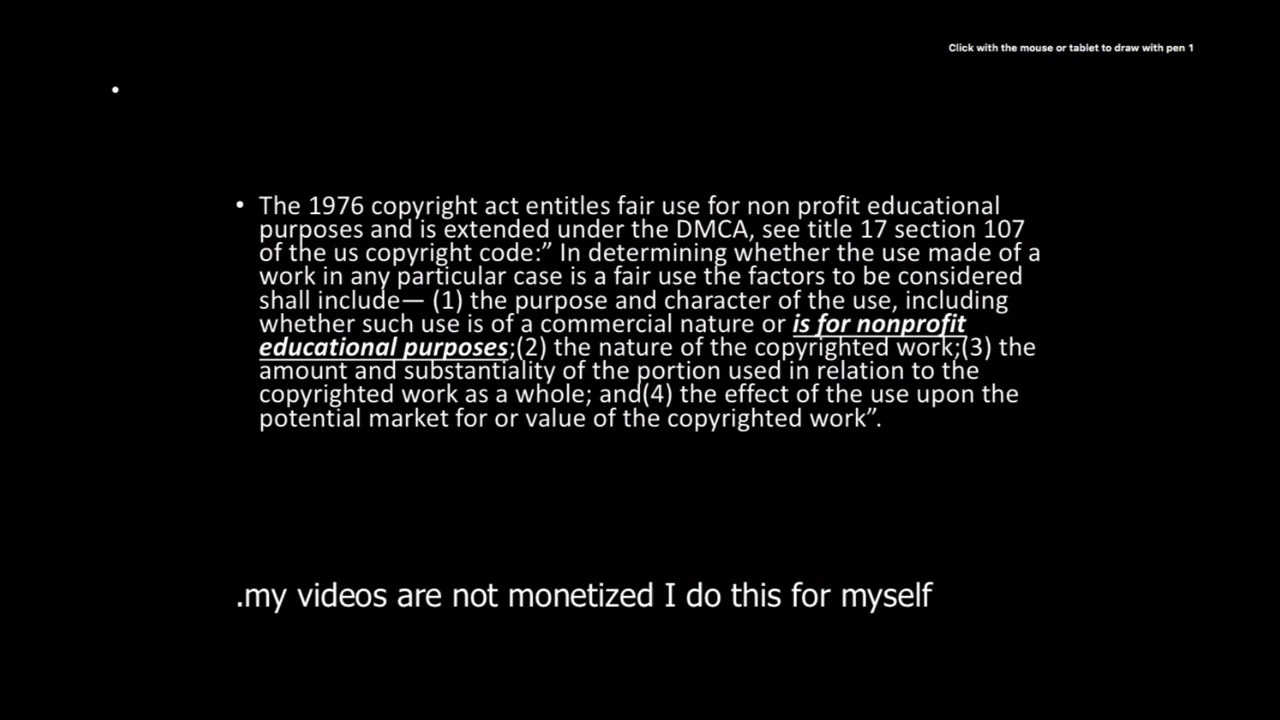 Click with the mouse or tablet to draw with pen 1
• The 1976 copyright act entitles fair use for non profit educational
purposes and is extended under the DMCA, see title 17 section 107
of the us copyright code:” In determining whether the use made of a
work in any particular case is a fair use the factors to be considered
shall include— (1) the purpose and character of the use, including
whether such use is of a commercial nature or is for nonprofit
educational purposes;(2) the nature of the copyrighted work;(3) the
amount and substantiality of the portion used in relation to the
copyrighted work as a whole; and(4) the effect of the use upon the
potential market for or value of the copyrighted work”.
.my videos are not monetized I do this for myself